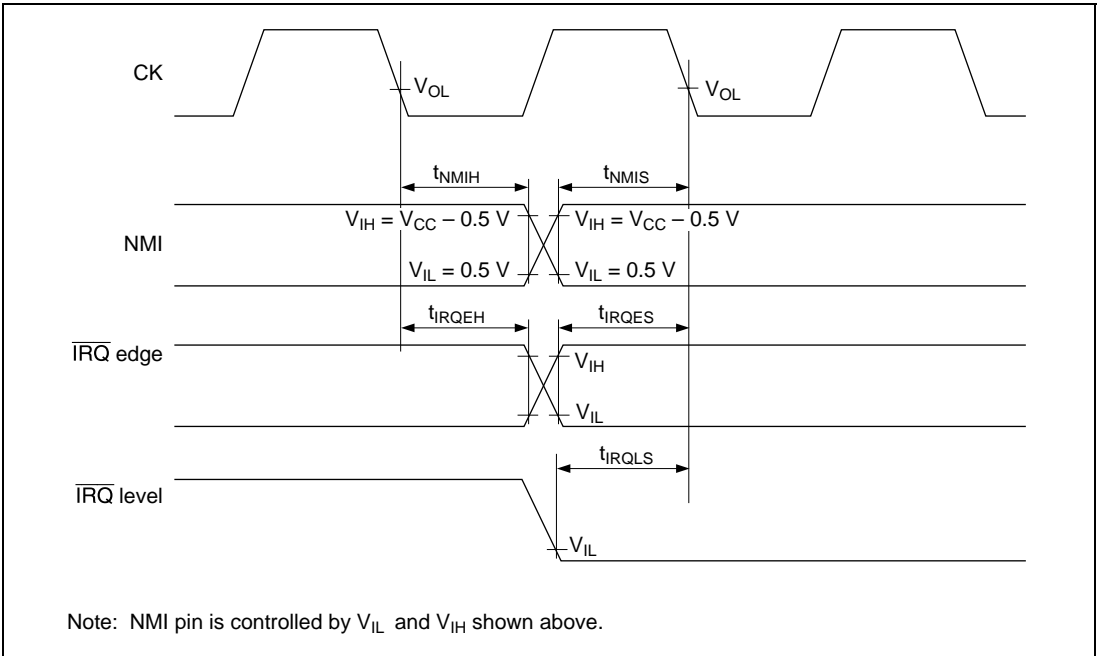 CK
V_OL
V_OL
t_NMIH
t_NMIS
NMI
V_IH = V_CC – 0.5 V
V_IH = V_CC – 0.5 V
V_IL = 0.5 V
V_IL = 0.5 V
t_IRQEH
t_IRQES
I̅R̅Q̅ edge
V_IH
V_IL
t_IRQLS
I̅R̅Q̅ level
V_IL
Note: NMI pin is controlled by V_IL and V_IH shown above.